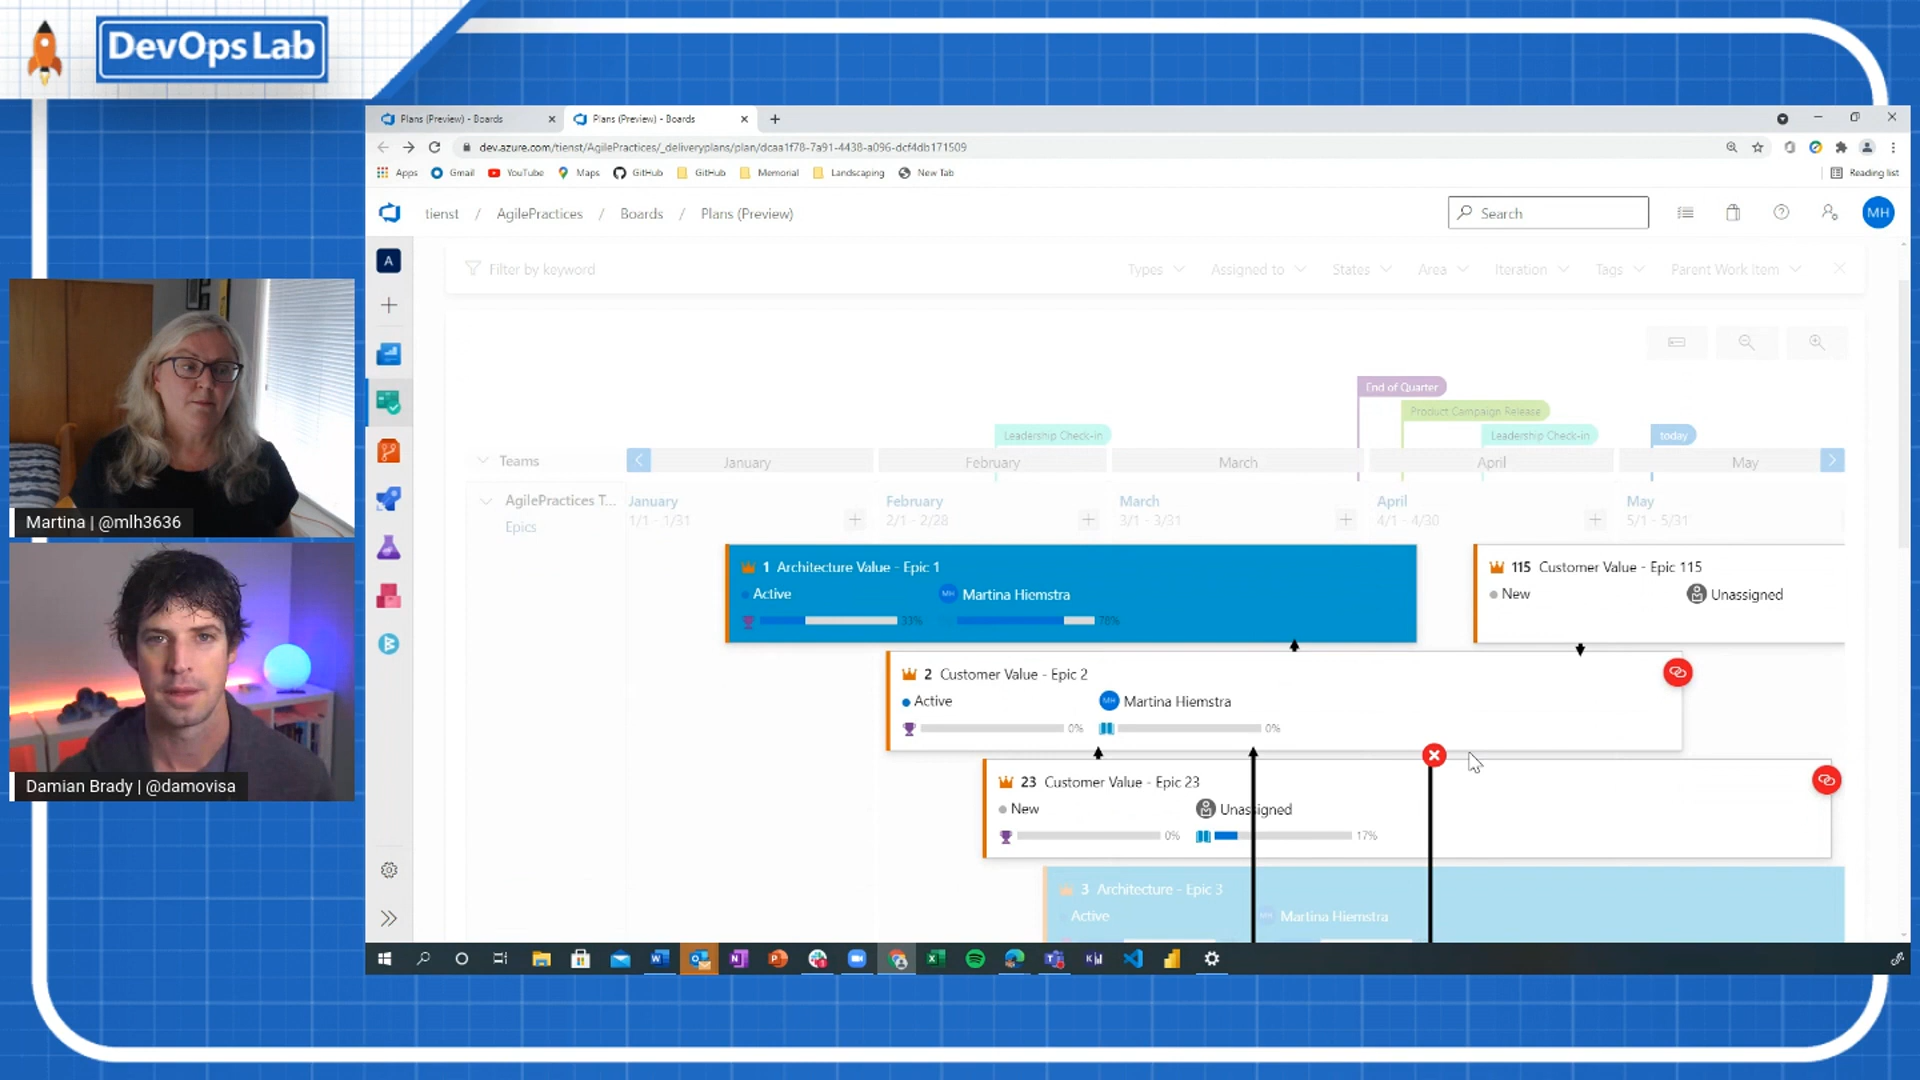 DevOps Lab
Plans (Preview) - Boards
Plans (Preview) - Boards
dev.azure.com/tienst/AgilePractices/_deliveryplans/plan/dcaa1f78-7a91-4438-a096-dcf4db171509
Apps Gmail YouTube Maps GitHub GitHub Memorial Landscaping New Tab Reading list
tienst / AgilePractices / Boards / Plans (Preview) Search MH
A
Filter by keyword Types Assigned to States Area Iteration Tags Parent Work Item
End of Quarter
Product Campaign Release
Leadership Check-in Leadership Check-in today
Teams January February March April May
AgilePractices T... January February March April May
Epics 1/1 - 1/31 2/1 - 2/28 3/1 - 3/31 4/1 - 4/30 5/1 - 5/31
1 Architecture Value - Epic 1
Active MH Martina Hiemstra
33% 78%
115 Customer Value - Epic 115
New Unassigned
2 Customer Value - Epic 2
Active MH Martina Hiemstra
0% 0%
23 Customer Value - Epic 23
New Unassigned
0% 17%
3 Architecture - Epic 3
Active MH Martina Hiemstra
Martina | @mlh3636
Damian Brady | @damovisa